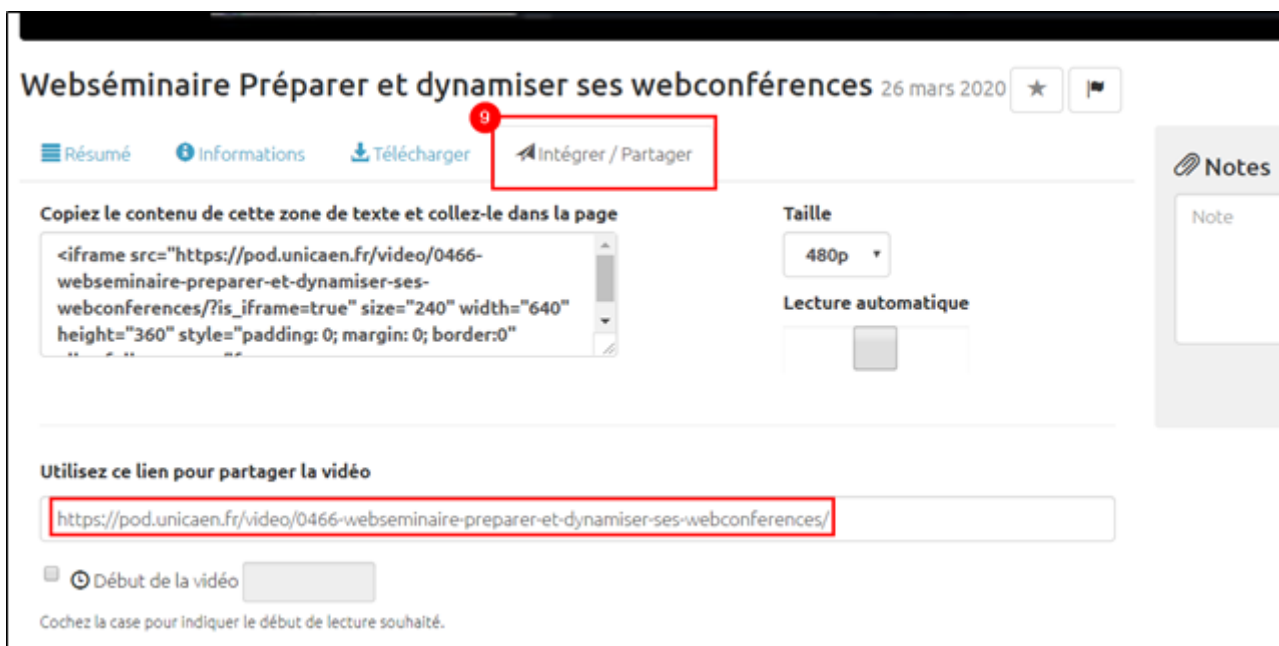 Webséminaire Préparer et dynamiser ses webconférences 26 mars 2020
9
Résumé Informations Télécharger Intégrer / Partager
Notes
Note
Copiez le contenu de cette zone de texte et collez-le dans la page
<iframe src="https://pod.unicaen.fr/video/0466-
webseminaire-preparer-et-dynamiser-ses-
webconferences/?is_iframe=true" size="240" width="640"
height="360" style="padding: 0; margin: 0; border:0"
Taille
480p
Lecture automatique
Utilisez ce lien pour partager la vidéo
https://pod.unicaen.fr/video/0466-webseminaire-preparer-et-dynamiser-ses-webconferences/
Début de la vidéo
Cochez la case pour indiquer le début de lecture souhaité.